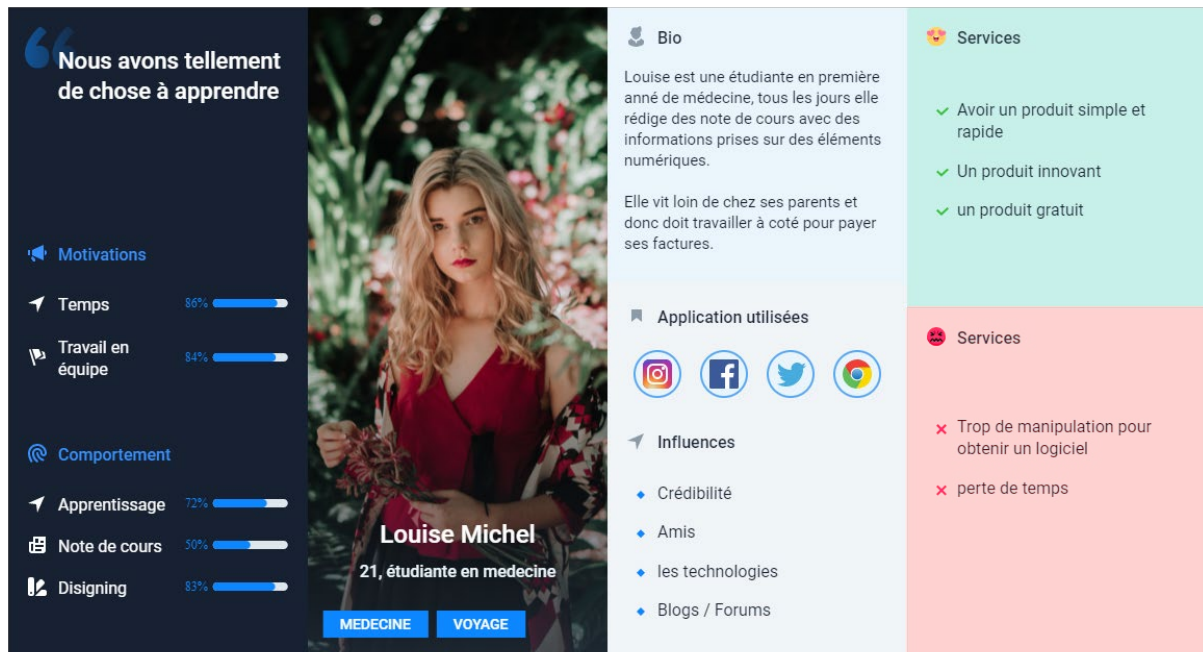 Nous avons tellement
de chose à apprendre
Motivations
Temps 86%
Travail en
équipe 84%
Comportement
Apprentissage 72%
Note de cours 50%
Disigning 83%
Louise Michel
21, étudiante en medecine
MEDECINE VOYAGE
Bio
Louise est une étudiante en première
anné de médecine, tous les jours elle
rédige des note de cours avec des
informations prises sur des éléments
numériques.
Elle vit loin de chez ses parents et
donc doit travailler à coté pour payer
ses factures.
Application utilisées
Influences
Crédibilité
Amis
les technologies
Blogs / Forums
Services
Avoir un produit simple et
rapide
Un produit innovant
un produit gratuit
Services
Trop de manipulation pour
obtenir un logiciel
perte de temps